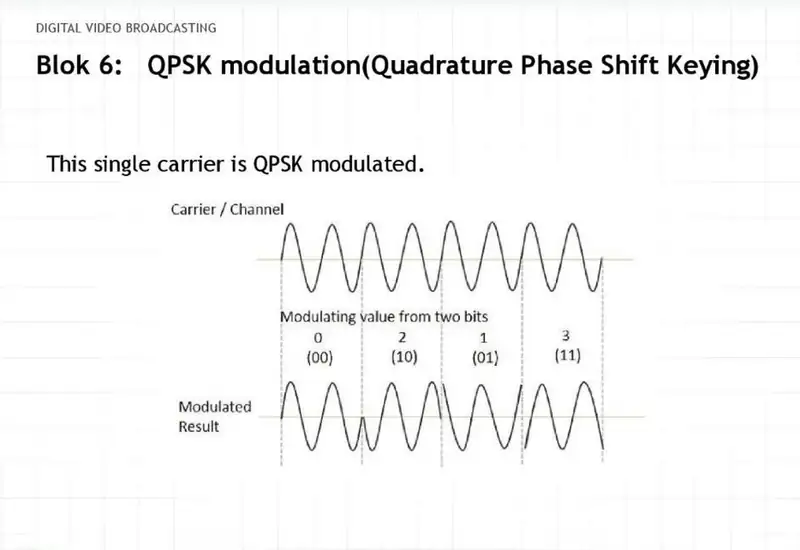 DIGITAL VIDEO BROADCASTING
Blok 6: QPSK modulation(Quadrature Phase Shift Keying)
This single carrier is QPSK modulated.
Carrier / Channel
Modulating value from two bits
0 2 1 3
(00) (10) (01) (11)
Modulated
Result